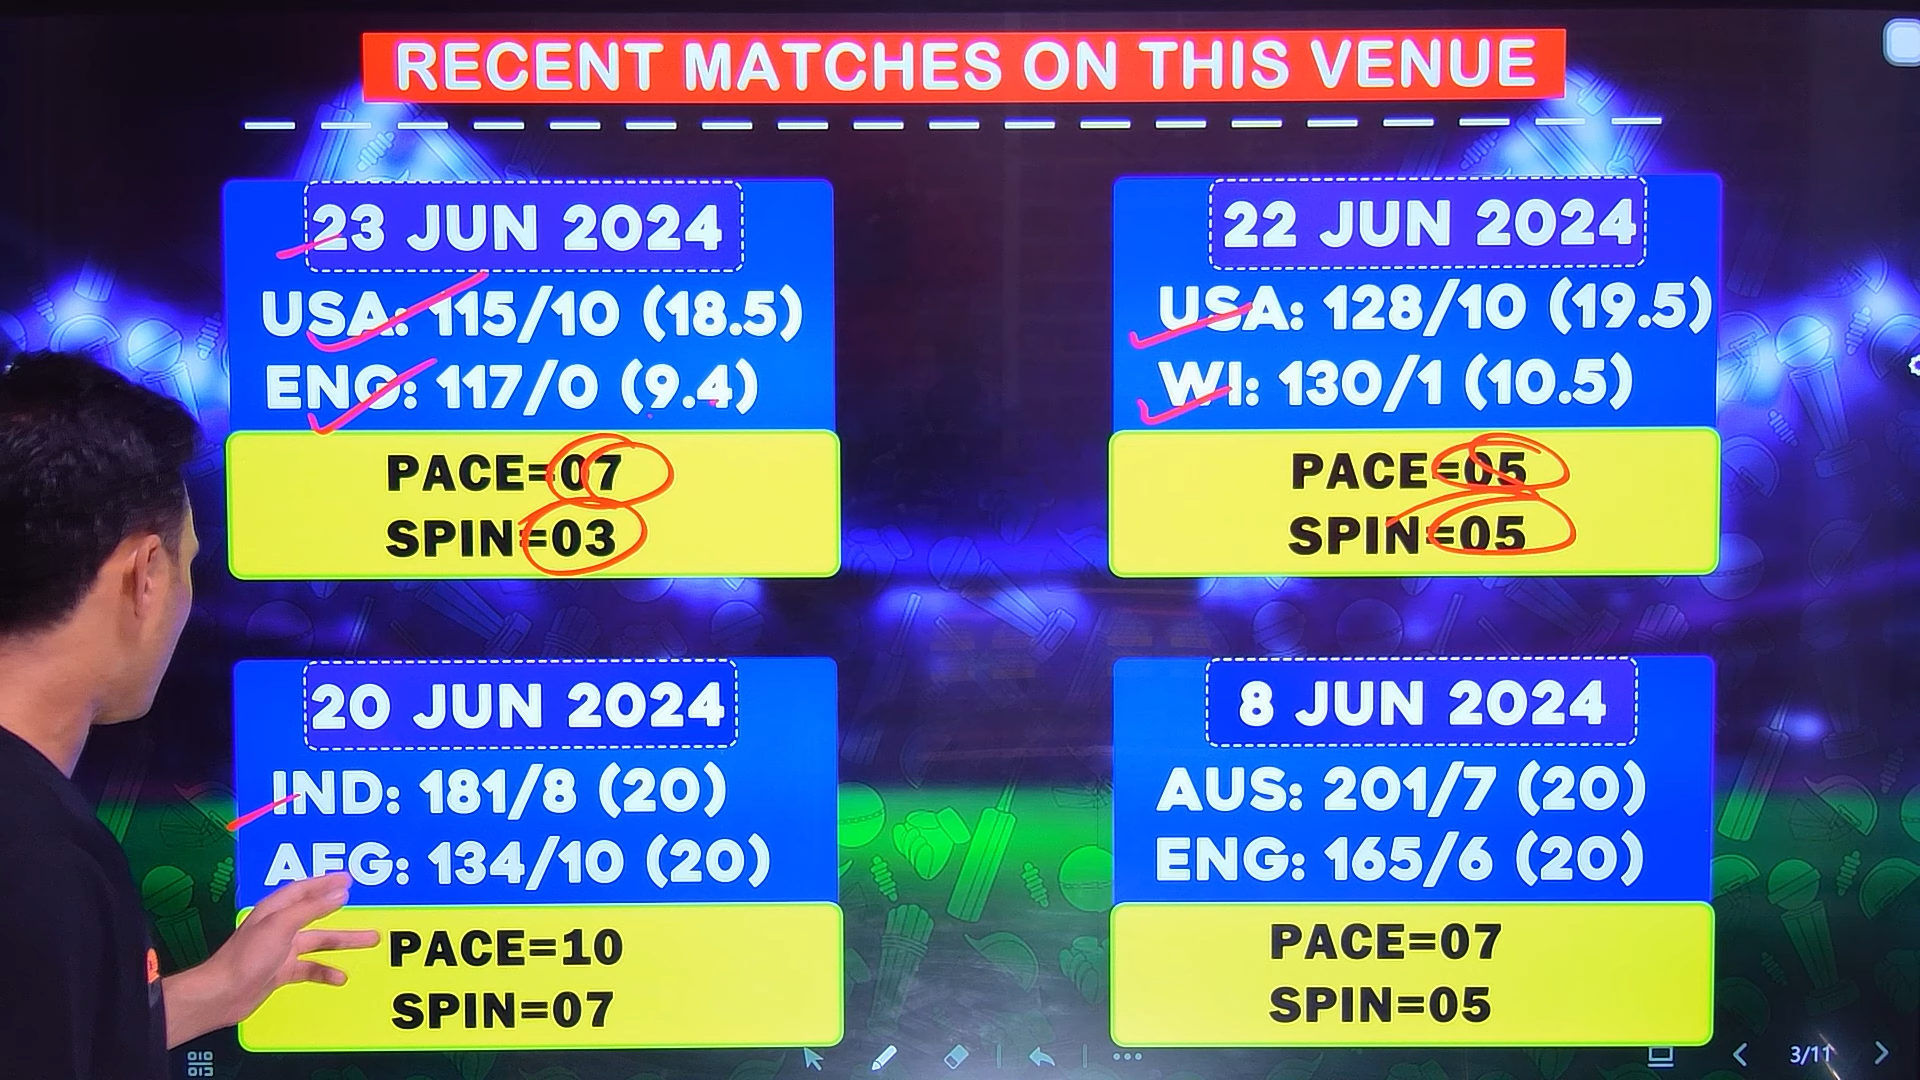 RECENT MATCHES ON THIS VENUE
23 JUN 2024
USA: 115/10 (18.5)
ENG: 117/0 (9.4)
PACE=07
SPIN=03
22 JUN 2024
USA: 128/10 (19.5)
WI: 130/1 (10.5)
PACE=05
SPIN=05
20 JUN 2024
IND: 181/8 (20)
AFG: 134/10 (20)
PACE=10
SPIN=07
8 JUN 2024
AUS: 201/7 (20)
ENG: 165/6 (20)
PACE=07
SPIN=05
3/11